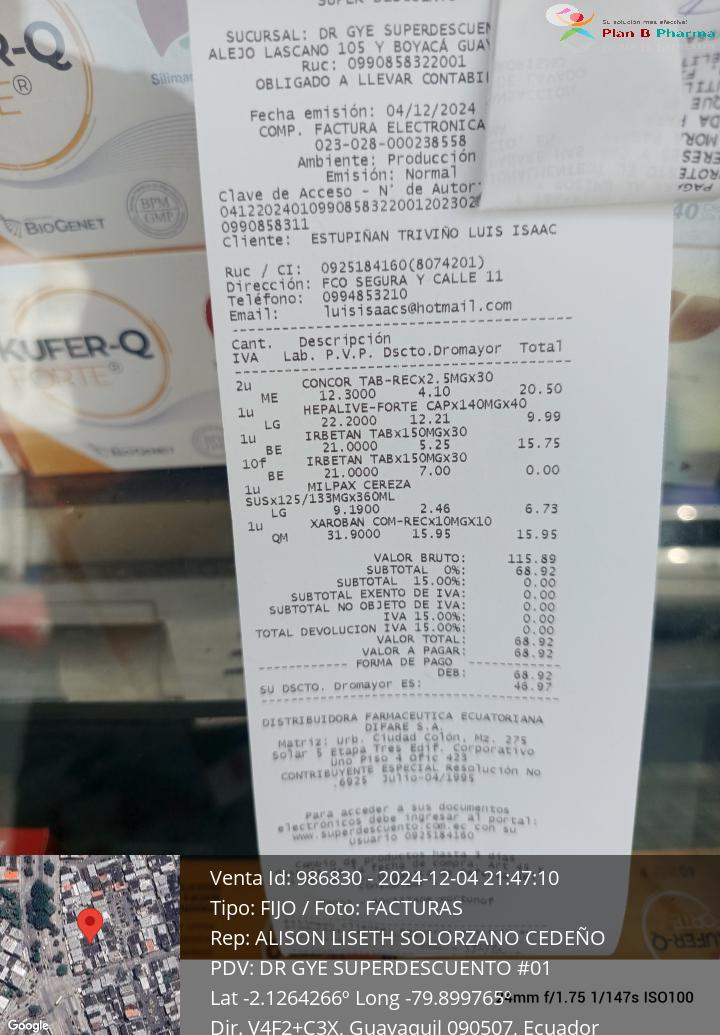 SUCURSAL: DR GYE SUPERDESCUEN
ALEJO LASCANO 105 Y BOYACÁ GUAY
Ruc: 0990858322001
OBLIGADO A LLEVAR CONTABI
Fecha emisión: 04/12/2024
COMP. FACTURA ELECTRONICA
023-028-000238558
Ambiente: Producción
Emisión: Normal
Clave de Acceso - N° de Autor
0412202401099085832200120230
0990858311
Cliente: ESTUPIÑAN TRIVIÑO LUIS ISAAC
Ruc / CI: 0925184160(8074201)
Dirección: FCO SEGURA Y CALLE 11
Teléfono: 0994853210
Email: luisisaacs@hotmail.com
Cant. Descripción
IVA Lab. P.V.P. Dscto.Dromayor Total
2u CONCOR TAB-RECx2.5MGx30
ME 12.3000 4.10 20.50
1u HEPALIVE-FORTE CAPx140MGx40
LG 22.2000 12.21 9.99
1u IRBETAN TABx150MGx30
BE 21.0000 5.25 15.75
10f IRBETAN TABx150MGx30
BE 21.0000 7.00 0.00
1u MILPAX CEREZA
SUSx125/133MGx360ML
LG 9.1900 2.46 6.73
1u XAROBAN COM-RECx10MGX10
QM 31.9000 15.95 15.95
VALOR BRUTO: 115.89
SUBTOTAL 0%: 68.92
SUBTOTAL 15.00%: 0.00
SUBTOTAL EXENTO DE IVA: 0.00
SUBTOTAL NO OBJETO DE IVA: 0.00
IVA 15.00%: 0.00
TOTAL DEVOLUCION IVA 15.00%: 0.00
VALOR TOTAL: 68.92
VALOR A PAGAR: 68.92
FORMA DE PAGO
DEB: 68.92
SU DSCTO. Dromayor ES: 46.97
DISTRIBUIDORA FARMACEUTICA ECUATORIANA
DIFARE S.A.
Matriz: Urb. Ciudad Colón, Mz. 275
Solar 5 Etapa Tres Edif. Corporativo
Uno Piso 4 Ofic 423
CONTRIBUYENTE ESPECIAL Resolución No
.6925 Julio-04/1995
Para acceder a sus documentos
electrónicos debe ingresar al portal:
www.superdescuento.com.ec con su
usuario 0925184160
Su solución más efectiva!
Plan B Pharma
ER-Q
TE®
Silimar
BIOGENET
BPM
GMP
KUFER-Q
FORTE®
BIOGENET
Venta Id: 986830 - 2024-12-04 21:47:10
Tipo: FIJO / Foto: FACTURAS
Rep: ALISON LISETH SOLORZANO CEDEÑO
PDV: DR GYE SUPERDESCUENTO #01
Lat -2.1264266º Long -79.899765º
mm f/1.75 1/147s ISO100
Dir. V4F2+C3X, Guayaquil 090507, Ecuador
Google